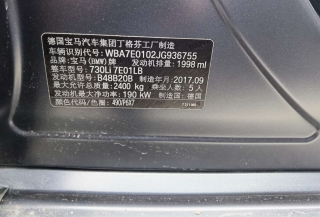 德国宝马汽车集团丁格芬工厂制造
车辆识别代号: WBA7E0102JG936755
品牌: 宝马(BMW)牌 发动机排量: 1998 ml
整车型号: 730Li 7E01LB
发动机型号: B48B20B 制造年月: 2017.09
最大允许总质量: 2400 kg 乘坐人数: 5 人
发动机最大净功率: 190 kW 制造国: 德国
颜色代码/色圈: 490/P6X7